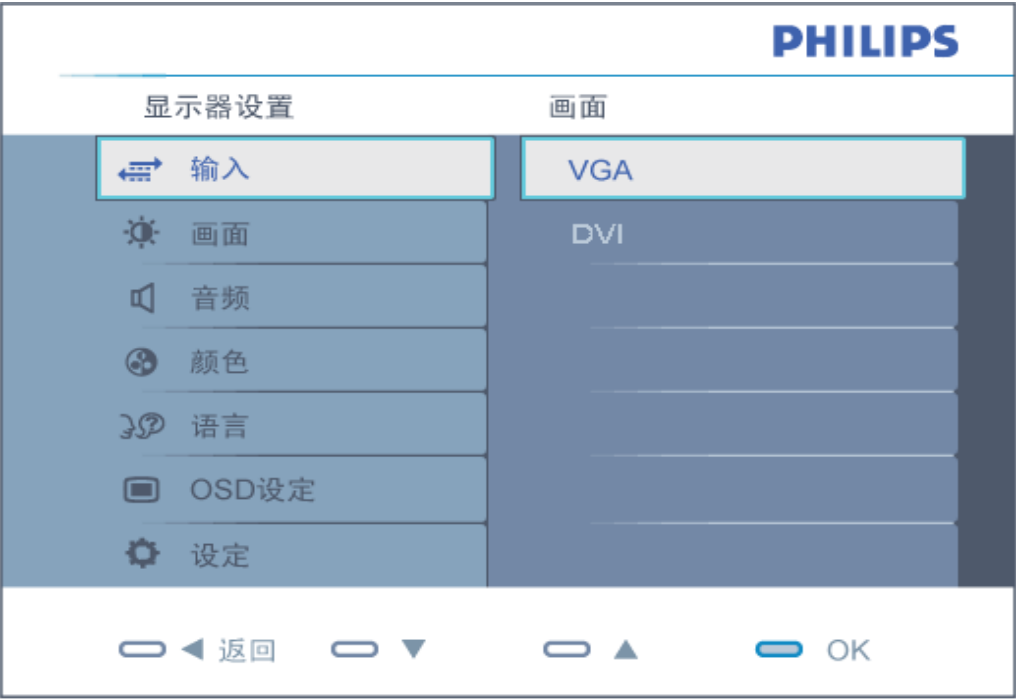 PHILIPS
显示器设置 画面
输入 VGA
画面 DVI
音频
颜色
语言
OSD设定
设定
返回 OK